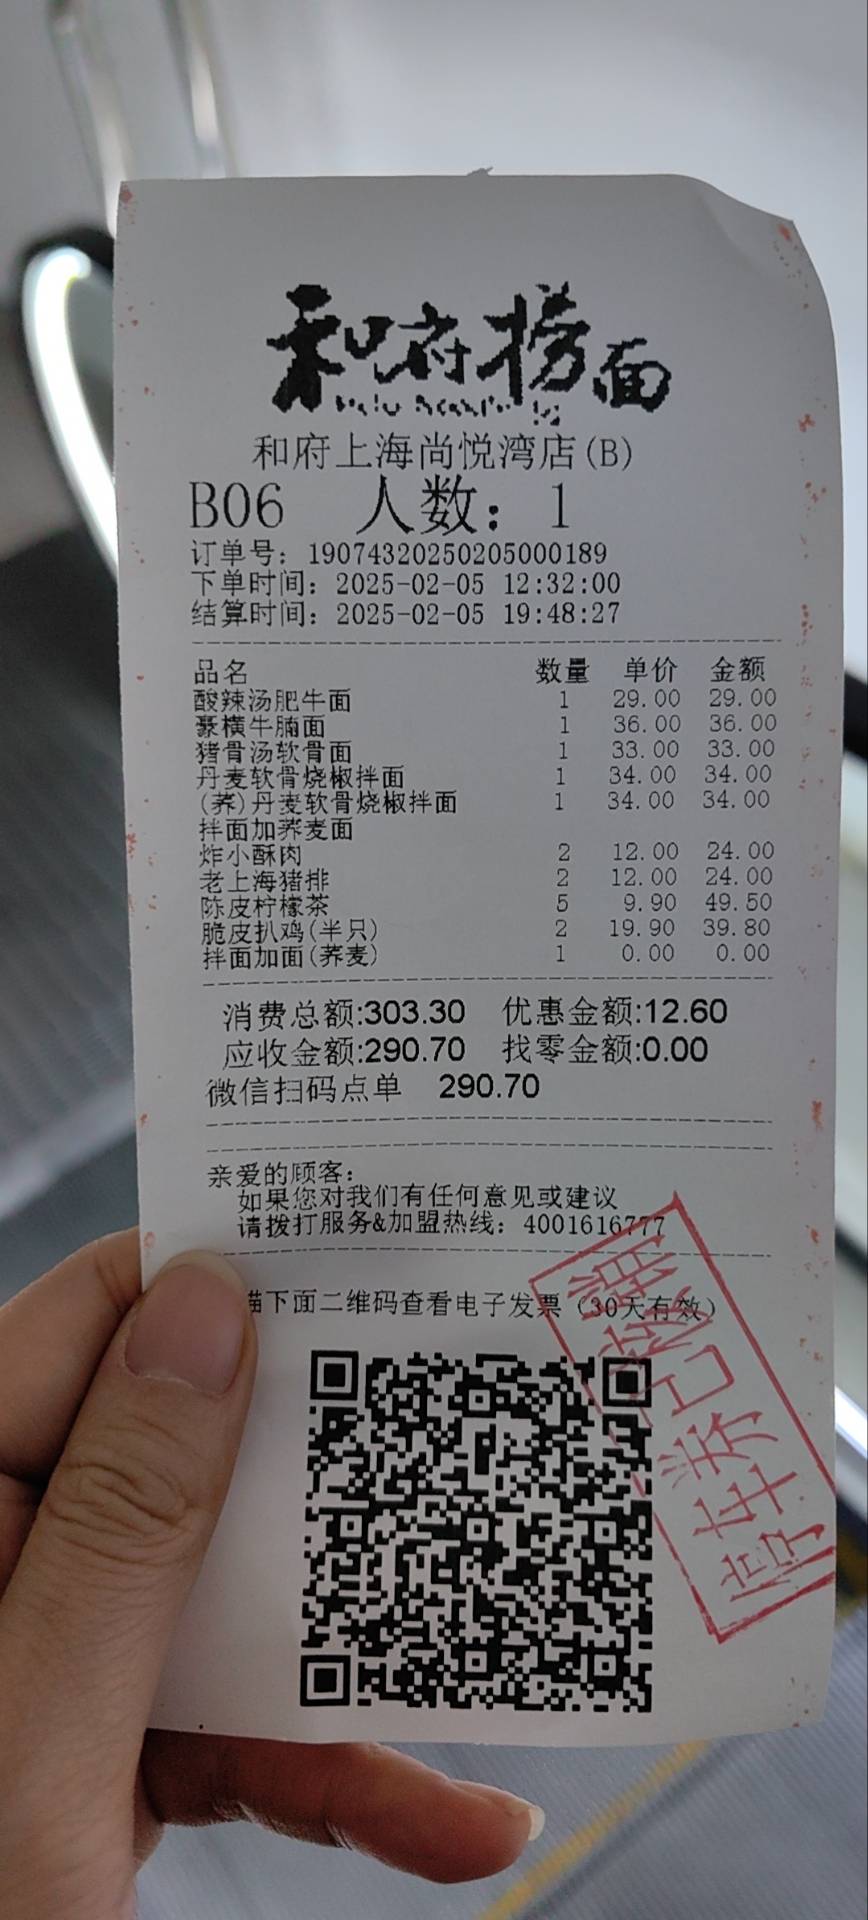 和府捞面
和府上海尚悦湾店(B)
B06 人数: 1
订单号: 19074320250205000189
下单时间: 2025-02-05 12:32:00
结算时间: 2025-02-05 19:48:27
品名 数量 单价 金额
酸辣汤肥牛面 1 29.00 29.00
豪横牛腩面 1 36.00 36.00
猪骨汤软骨面 1 33.00 33.00
丹麦软骨烧椒拌面 1 34.00 34.00
(荞)丹麦软骨烧椒拌面 1 34.00 34.00
拌面加荞麦面
炸小酥肉 2 12.00 24.00
老上海猪排 2 12.00 24.00
陈皮柠檬茶 5 9.90 49.50
脆皮扒鸡(半只) 2 19.90 39.80
拌面加面(荞麦) 1 0.00 0.00
消费总额:303.30 优惠金额:12.60
应收金额:290.70 找零金额:0.00
微信扫码点单 290.70
亲爱的顾客:
如果您对我们有任何意见或建议
请拨打服务&加盟热线: 4001616777
描下面二维码查看电子发票（30天有效）
停车券已